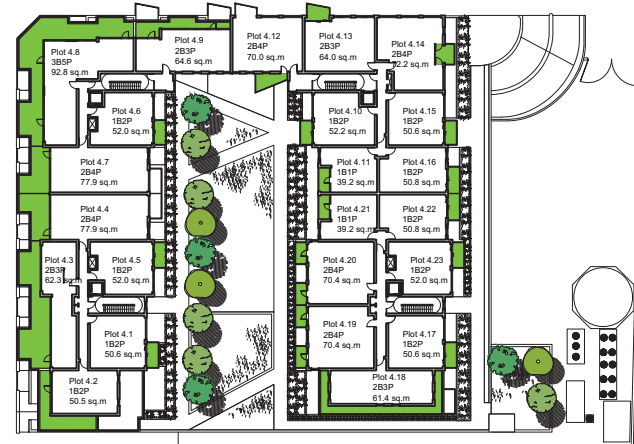 Plot 4.8
3B5P
92.8 sq.m
Plot 4.9
2B3P
64.6 sq.m
Plot 4.12
2B4P
70.0 sq.m
Plot 4.13
2B3P
64.0 sq.m
Plot 4.14
2B4P
72.2 sq.m
Plot 4.6
1B2P
52.0 sq.m
Plot 4.10
1B2P
52.2 sq.m
Plot 4.15
1B2P
50.6 sq.m
Plot 4.7
2B4P
77.9 sq.m
Plot 4.11
1B1P
39.2 sq.m
Plot 4.16
1B2P
50.8 sq.m
Plot 4.4
2B4P
77.9 sq.m
Plot 4.21
1B1P
39.2 sq.m
Plot 4.22
1B2P
50.8 sq.m
Plot 4.3
2B3P
62.3 sq.m
Plot 4.5
1B2P
52.0 sq.m
Plot 4.20
2B4P
70.4 sq.m
Plot 4.23
1B2P
52.0 sq.m
Plot 4.1
1B2P
50.6 sq.m
Plot 4.19
2B4P
70.4 sq.m
Plot 4.17
1B2P
50.6 sq.m
Plot 4.2
1B2P
50.5 sq.m
Plot 4.18
2B3P
61.4 sq.m